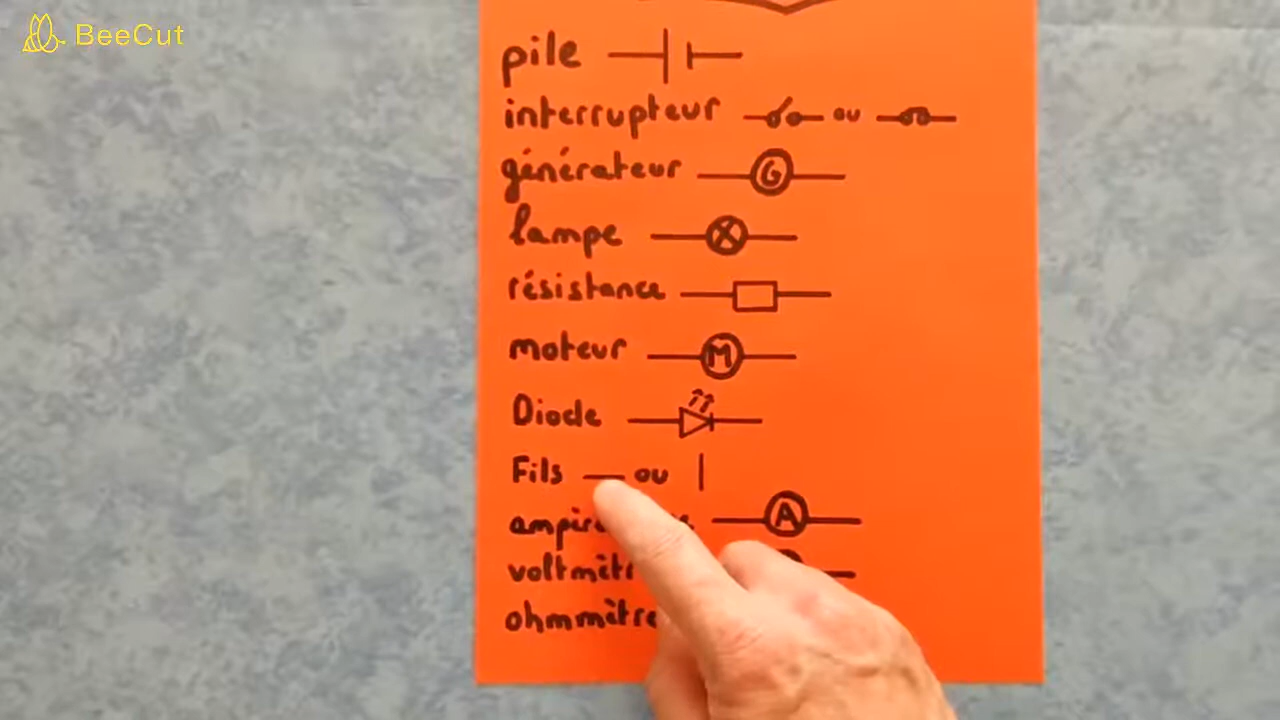 BeeCut
pile
interrupteur ou
générateur G
lampe
résistance
moteur M
Diode
Fils ou
A
ohmmètre